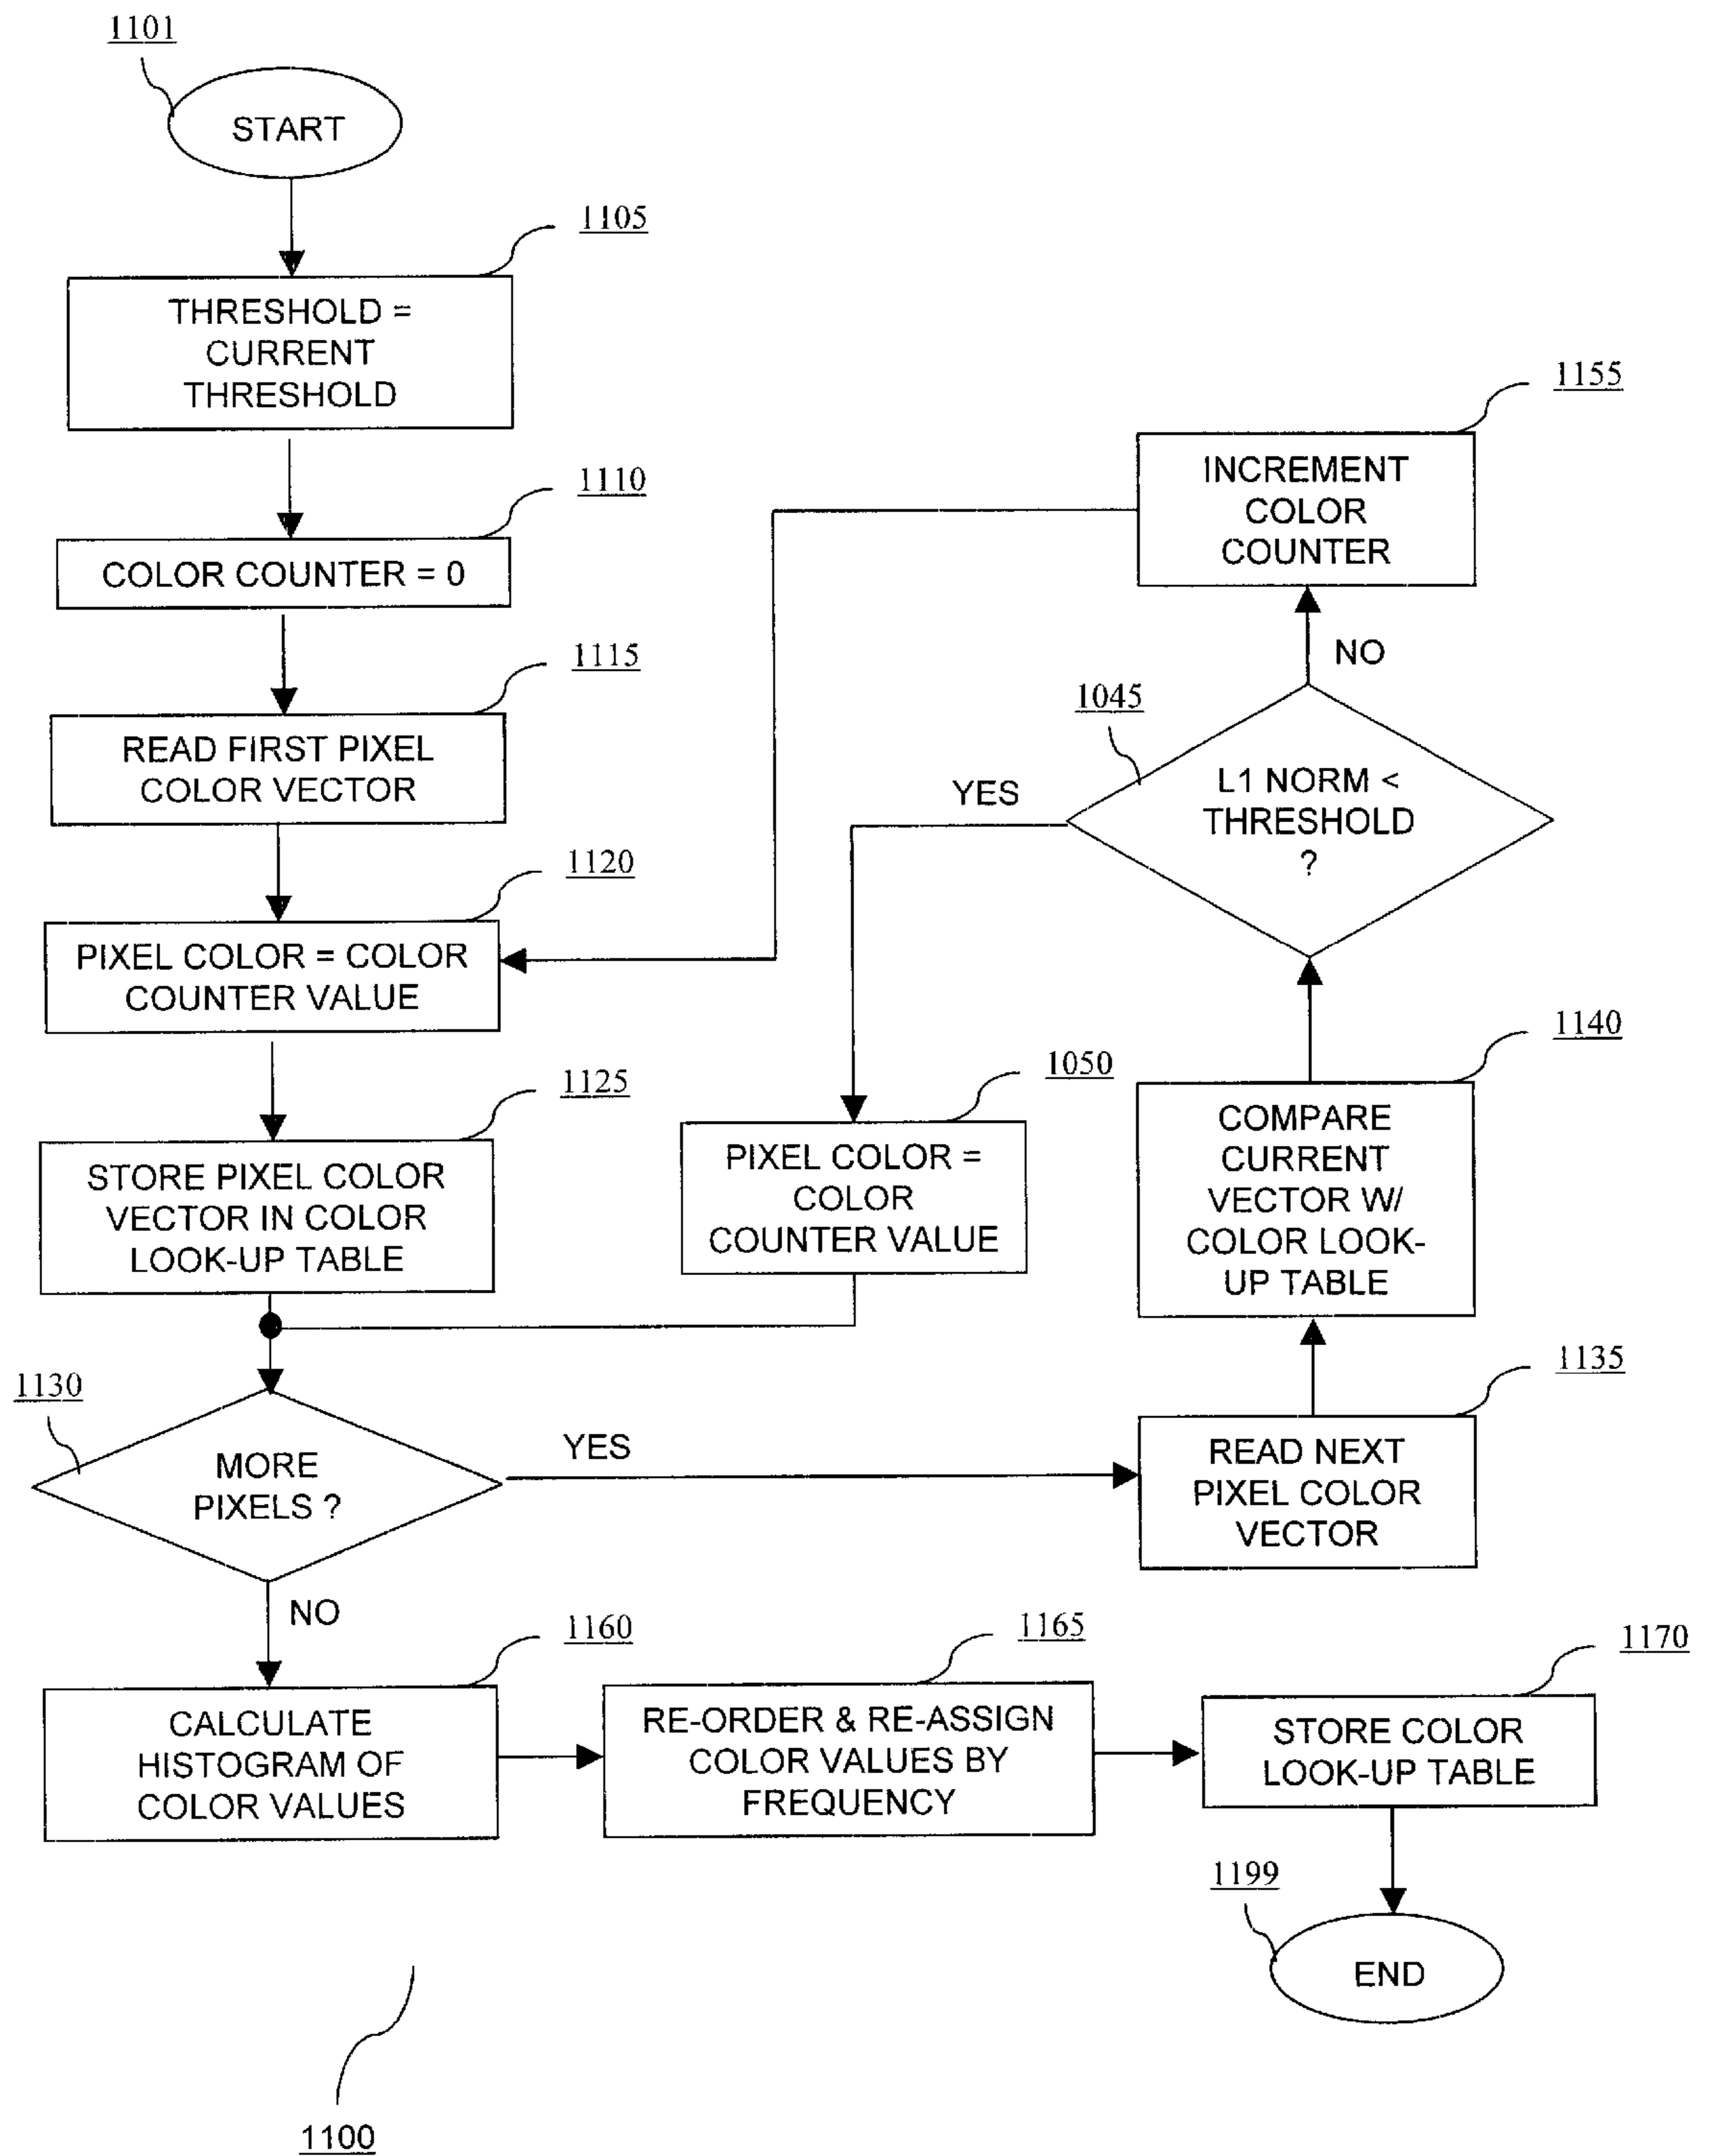 1101
START
1105
THRESHOLD =
CURRENT
THRESHOLD
1110
COLOR COUNTER = 0
1115
READ FIRST PIXEL
COLOR VECTOR
1120
PIXEL COLOR = COLOR
COUNTER VALUE
1125
STORE PIXEL COLOR
VECTOR IN COLOR
LOOK-UP TABLE
1130
MORE
PIXELS ?
YES
NO
1135
READ NEXT
PIXEL COLOR
VECTOR
1140
COMPARE
CURRENT
VECTOR W/
COLOR LOOK-
UP TABLE
1045
L1 NORM <
THRESHOLD
?
YES
NO
1050
PIXEL COLOR =
COLOR
COUNTER VALUE
1155
INCREMENT
COLOR
COUNTER
1160
CALCULATE
HISTOGRAM OF
COLOR VALUES
1165
RE-ORDER & RE-ASSIGN
COLOR VALUES BY
FREQUENCY
1170
STORE COLOR
LOOK-UP TABLE
1199
END
1100